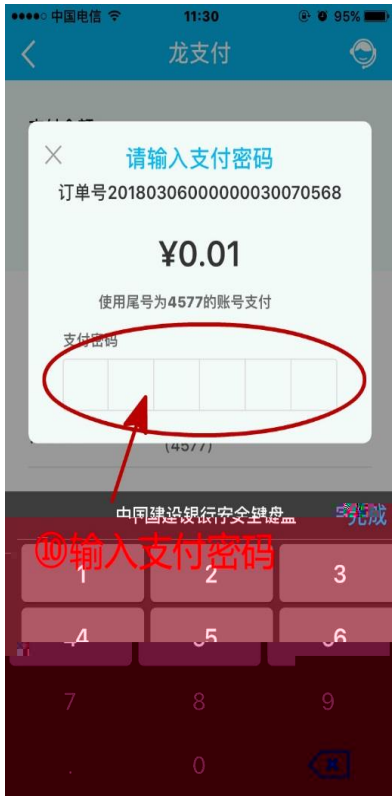 中国电信 11:30 95%
龙支付
请输入支付密码
订单号20180306000000030070568
¥0.01
使用尾号为4577的账号支付
支付密码
(4577)
中国建设银行安全键盘 完成
⑩输入支付密码
1 2 3
4 5 6
7 8 9
. 0